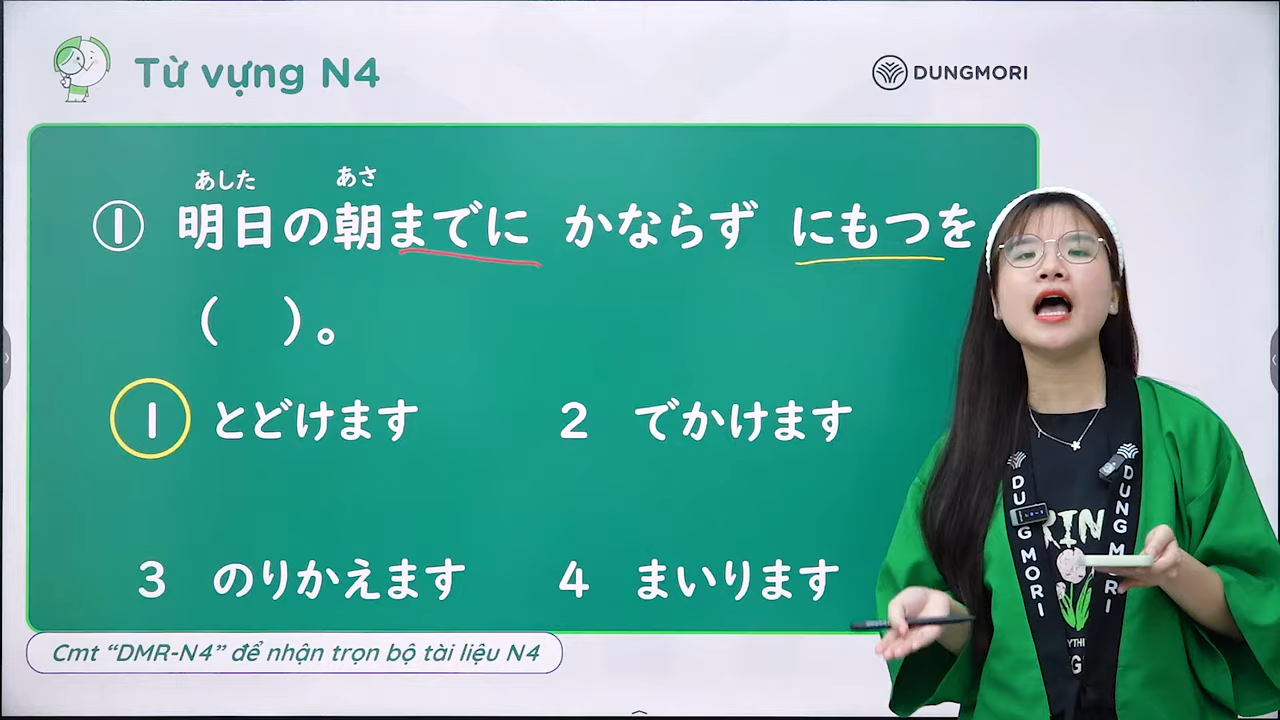 Từ vựng N4
DUNGMORI
あした あさ
① 明日の朝までに かならず にもつを
(　)。
1 とどけます 2 でかけます
3 のりかえます 4 まいります
Cmt “DMR-N4” để nhận trọn bộ tài liệu N4
DUNGMORI
DUNGMORI